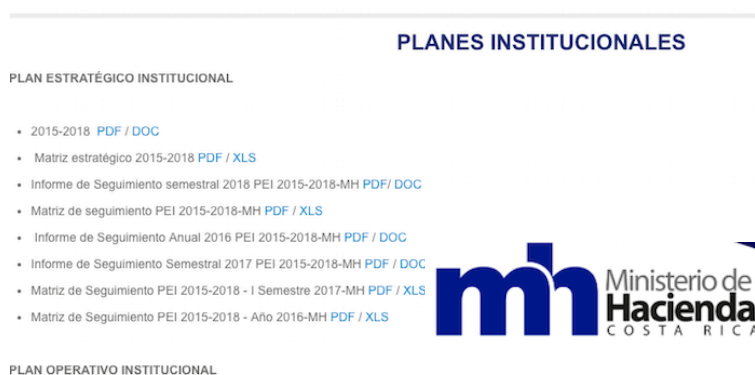 PLANES INSTITUCIONALES
PLAN ESTRATÉGICO INSTITUCIONAL
2015-2018 PDF / DOC
Matriz estratégico 2015-2018 PDF / XLS
Informe de Seguimiento semestral 2018 PEI 2015-2018-MH PDF/ DOC
Matriz de seguimiento PEI 2015-2018-MH PDF / XLS
Informe de Seguimiento Anual 2016 PEI 2015-2018-MH PDF / DOC
Informe de Seguimiento Semestral 2017 PEI 2015-2018-MH PDF / DOC
Matriz de Seguimiento PEI 2015-2018 - I Semestre 2017-MH PDF / XLS
Matriz de Seguimiento PEI 2015-2018 - Año 2016-MH PDF / XLS
mh
Ministerio de
Hacienda
COSTA RICA
PLAN OPERATIVO INSTITUCIONAL